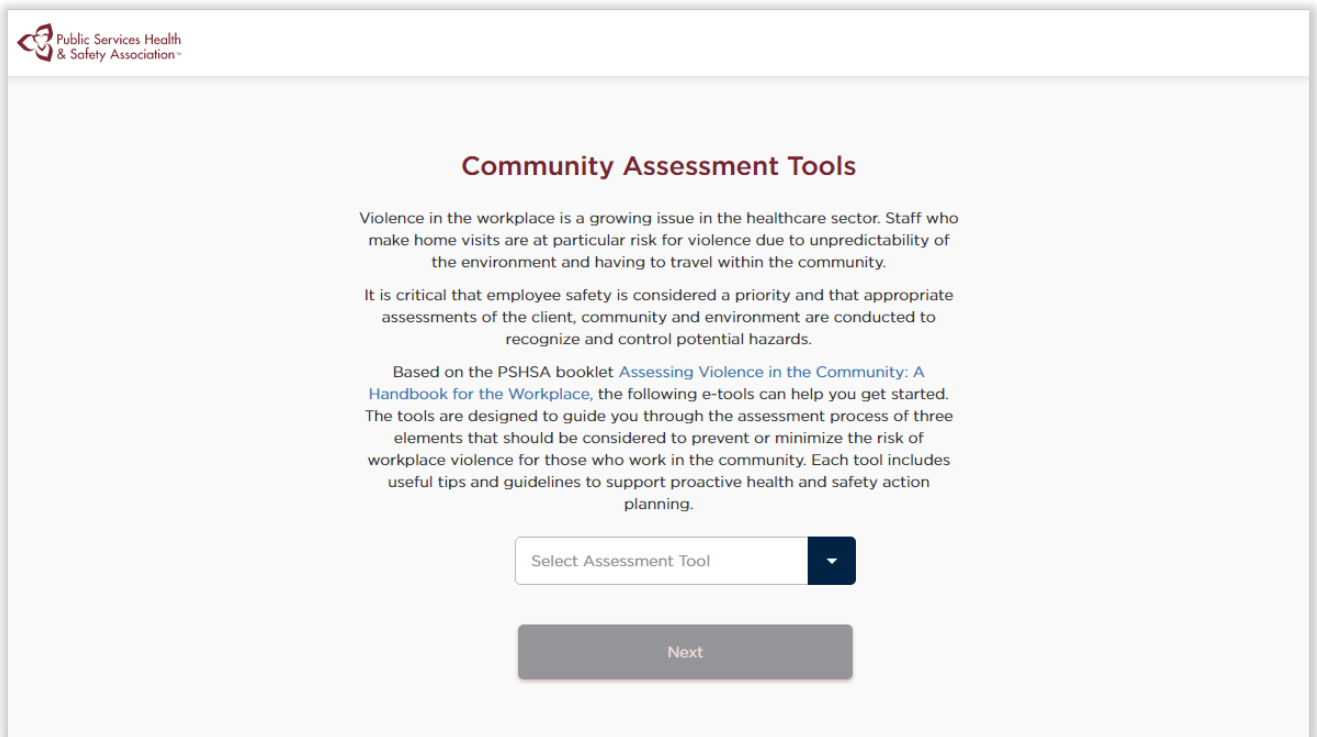 Public Services Health
& Safety Association™
Community Assessment Tools
Violence in the workplace is a growing issue in the healthcare sector. Staff who
make home visits are at particular risk for violence due to unpredictability of
the environment and having to travel within the community.
It is critical that employee safety is considered a priority and that appropriate
assessments of the client, community and environment are conducted to
recognize and control potential hazards.
Based on the PSHSA booklet Assessing Violence in the Community: A
Handbook for the Workplace, the following e-tools can help you get started.
The tools are designed to guide you through the assessment process of three
elements that should be considered to prevent or minimize the risk of
workplace violence for those who work in the community. Each tool includes
useful tips and guidelines to support proactive health and safety action
planning.
Select Assessment Tool
Next